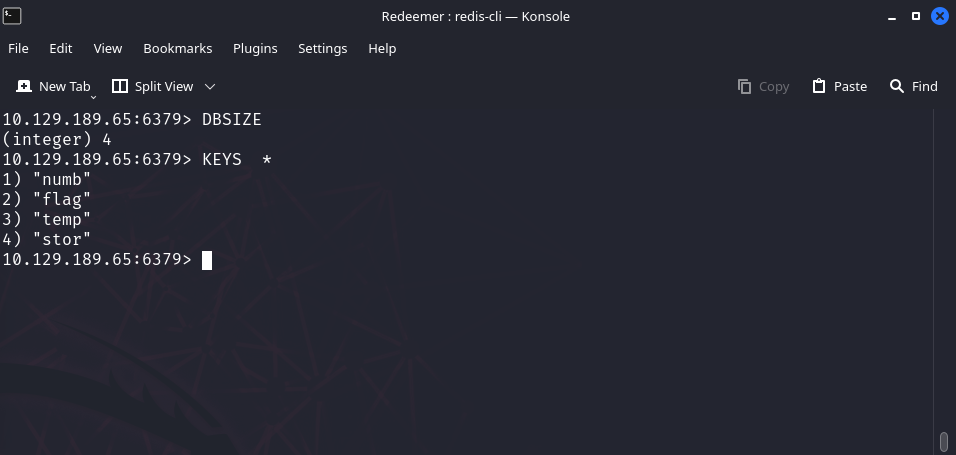 Redeemer : redis-cli — Konsole
File Edit View Bookmarks Plugins Settings Help
New Tab Split View Copy Paste Find
10.129.189.65:6379> DBSIZE
(integer) 4
10.129.189.65:6379> KEYS  *
1) "numb"
2) "flag"
3) "temp"
4) "stor"
10.129.189.65:6379>